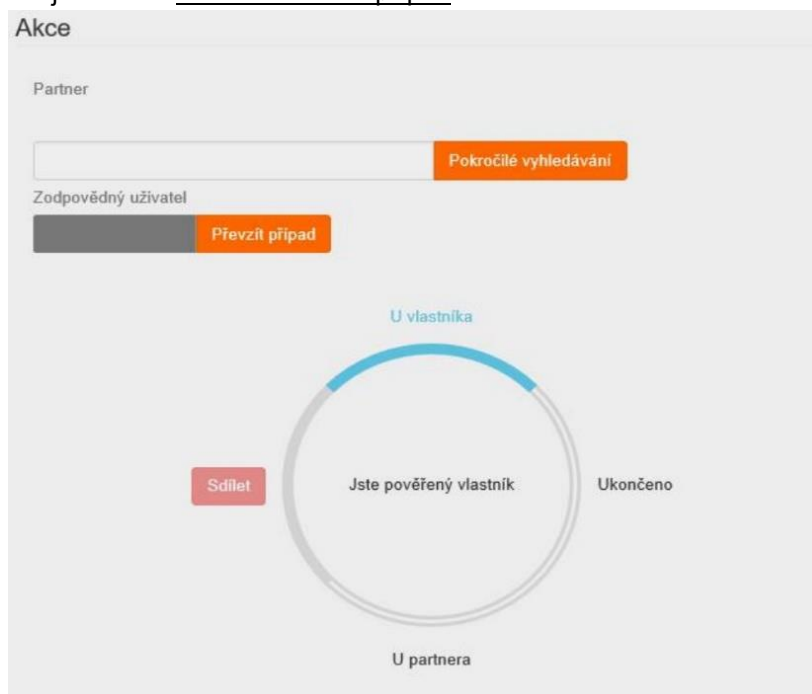 Akce
Partner
Pokročilé vyhledávání
Zodpovědný uživatel
Převzít případ
U vlastníka
Sdílet
Jste pověřený vlastník
Ukončeno
U partnera